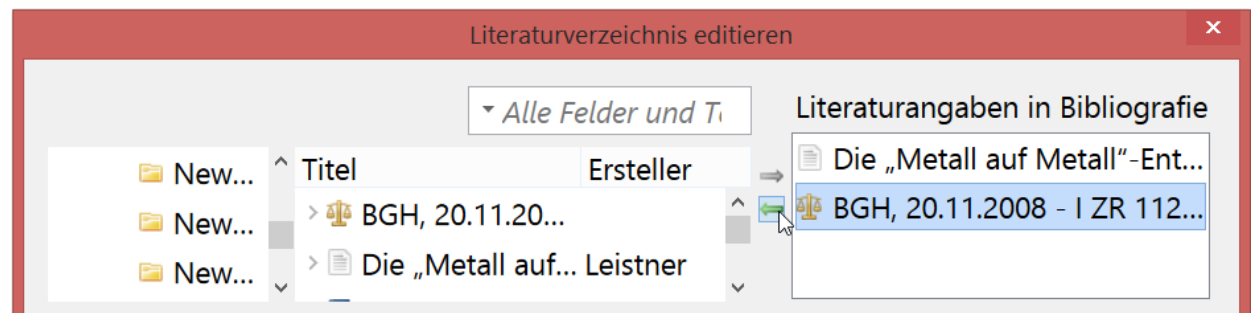 Literaturverzeichnis editieren
x
Alle Felder und
Literaturangaben in Bibliografie
New...
New...
New...
Titel Ersteller
BGH, 20.11.20...
Die „Metall auf... Leistner
Die „Metall auf Metall“-Ent...
BGH, 20.11.2008 - I ZR 112...